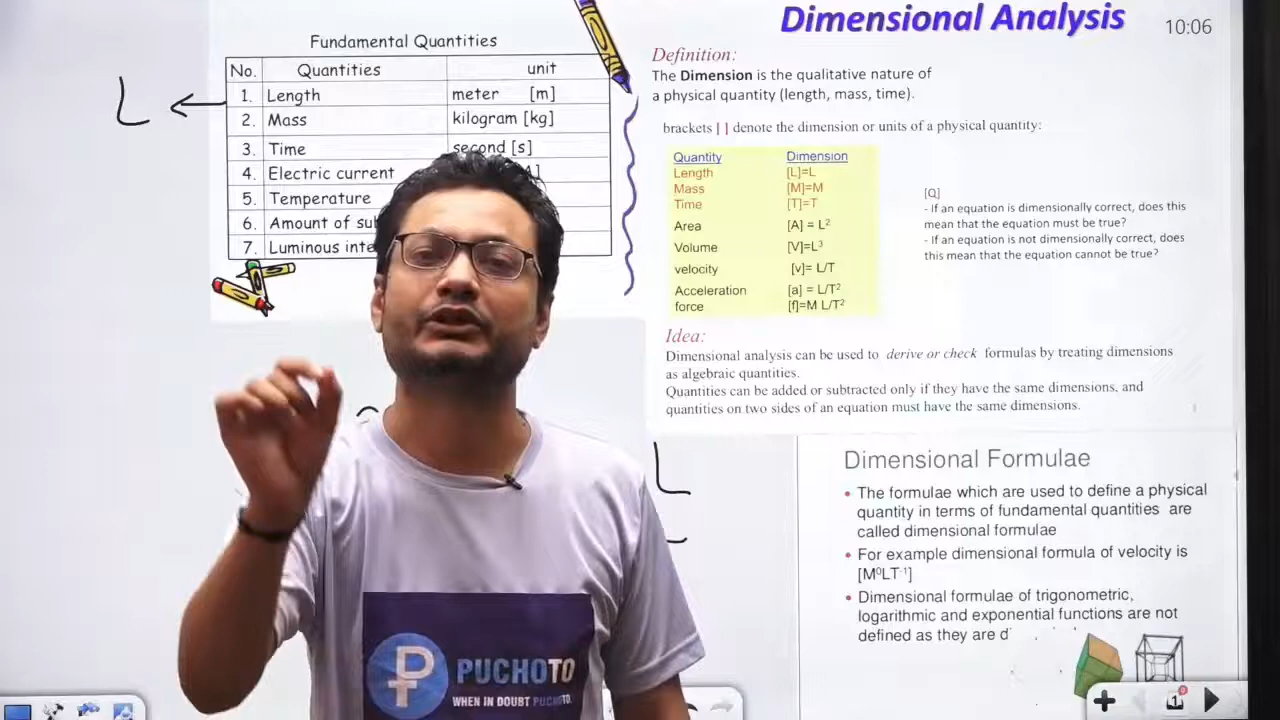 Dimensional Analysis
10:06
Fundamental Quantities
No. Quantities unit
1. Length meter [m]
2. Mass kilogram [kg]
3. Time second [s]
4. Electric current
5. Temperature
6. Amount of
7. Luminous
L
Definition:
The Dimension is the qualitative nature of
a physical quantity (length, mass, time).
brackets [ ] denote the dimension or units of a physical quantity:
Quantity Dimension
Length [L]=L
Mass [M]=M
Time [T]=T
Area [A] = L²
Volume [V]=L³
velocity [v]= L/T
Acceleration [a] = L/T²
force [f]=M L/T²
[Q]
- If an equation is dimensionally correct, does this
mean that the equation must be true?
- If an equation is not dimensionally correct, does
this mean that the equation cannot be true?
Idea:
Dimensional analysis can be used to derive or check formulas by treating dimensions
as algebraic quantities.
Quantities can be added or subtracted only if they have the same dimensions, and
quantities on two sides of an equation must have the same dimensions.
L
Dimensional Formulae
• The formulae which are used to define a physical
quantity in terms of fundamental quantities are
called dimensional formulae
• For example dimensional formula of velocity is
[M⁰LT⁻¹]
• Dimensional formulae of trigonometric,
logarithmic and exponential functions are not
defined as they are
PUCHOTO
WHEN IN DOUBT PUCHOTO.
1